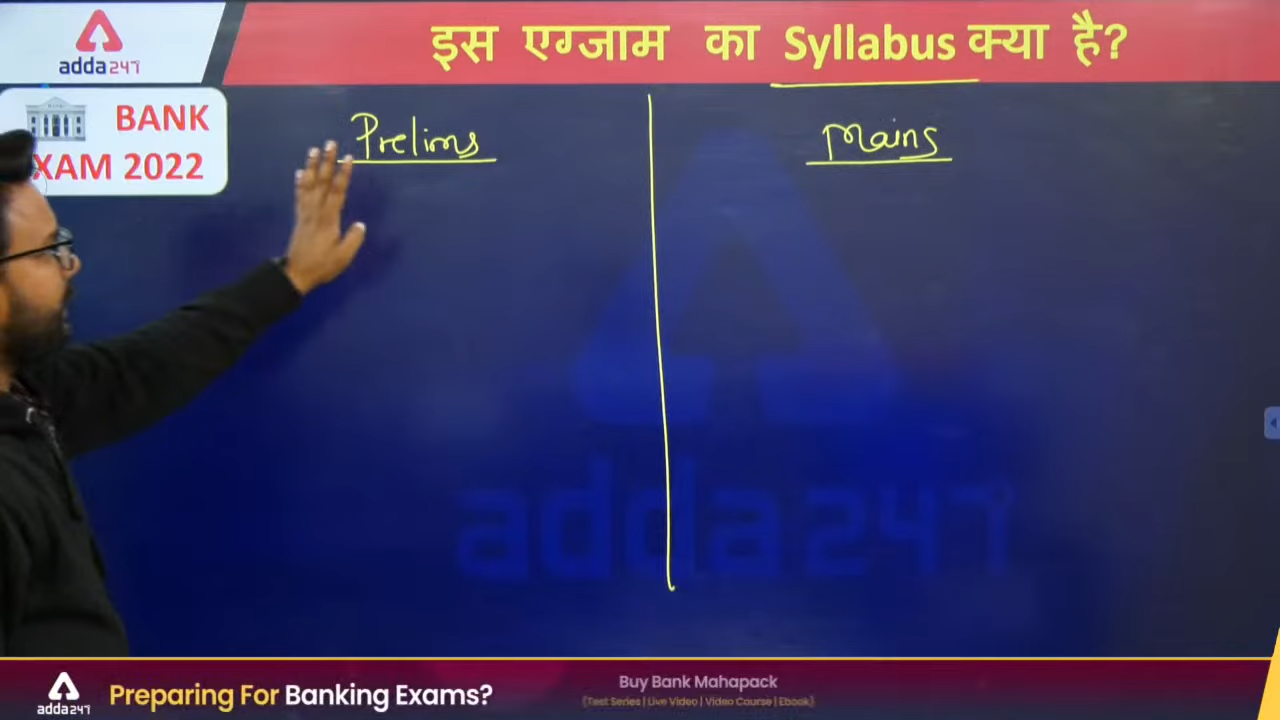 adda247
इस एग्जाम का Syllabus क्या है?
BANK
XAM 2022
Prelims
Mains
adda247
adda247
Preparing For Banking Exams?
Buy Bank Mahapack
(Test Series | Live Video | Video Course | Ebook)